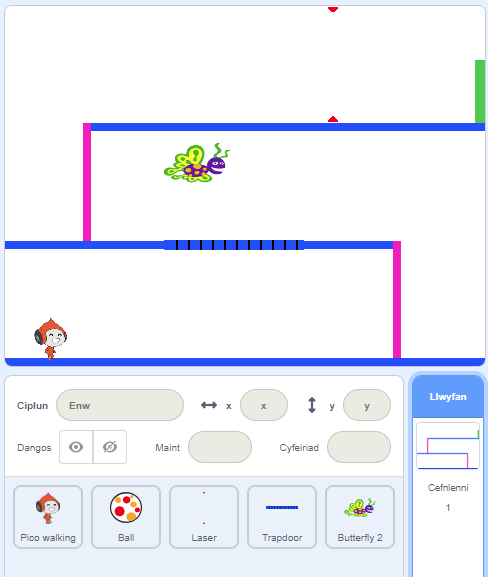 Ciplun Enw x x y y
Dangos Maint Cyfeiriad
Pico walking Ball Laser Trapdoor Butterfly 2
Llwyfan
Cefnlenni
1